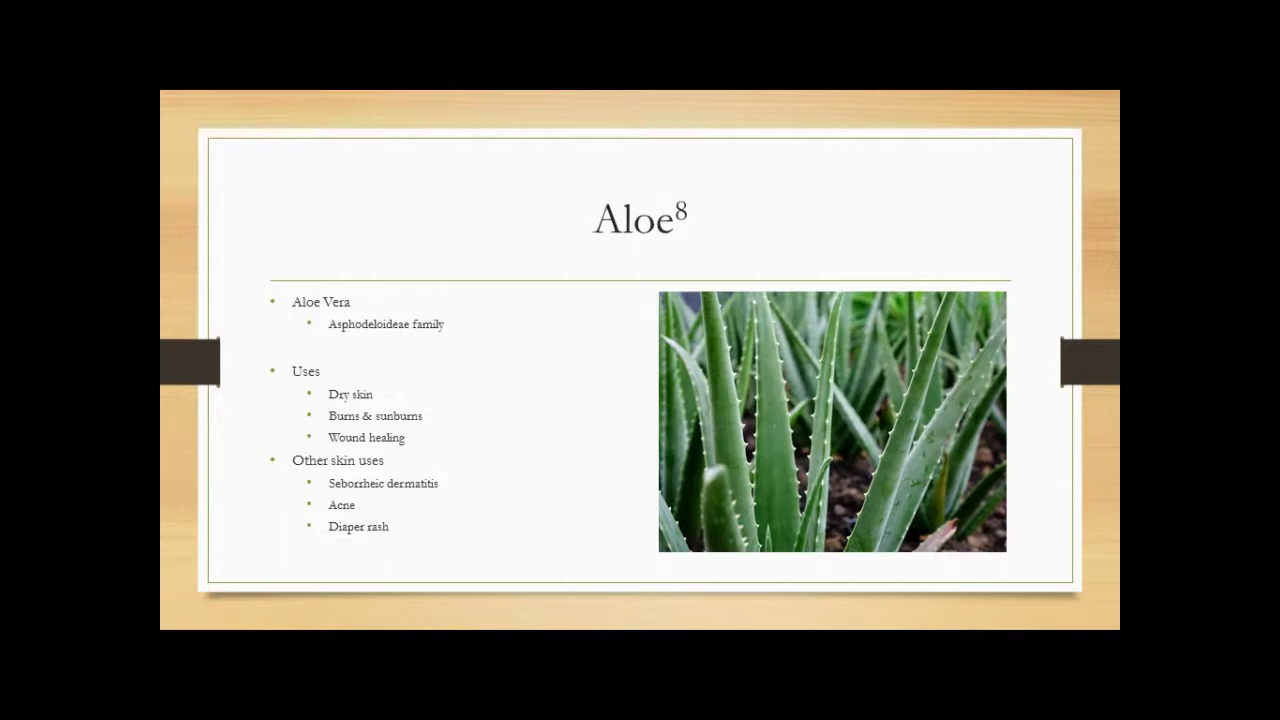 Aloe⁸
• Aloe Vera
• Asphodeloideae family
• Uses
• Dry skin
• Burns & sunburns
• Wound healing
• Other skin uses
• Seborrheic dermatitis
• Acne
• Diaper rash